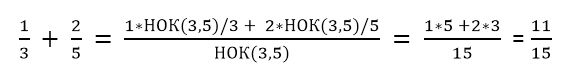 1/3 + 2/5 = (1*НОК(3,5)/3 + 2*НОК(3,5)/5)/НОК(3,5) = (1*5+2*3)/15 = 11/15